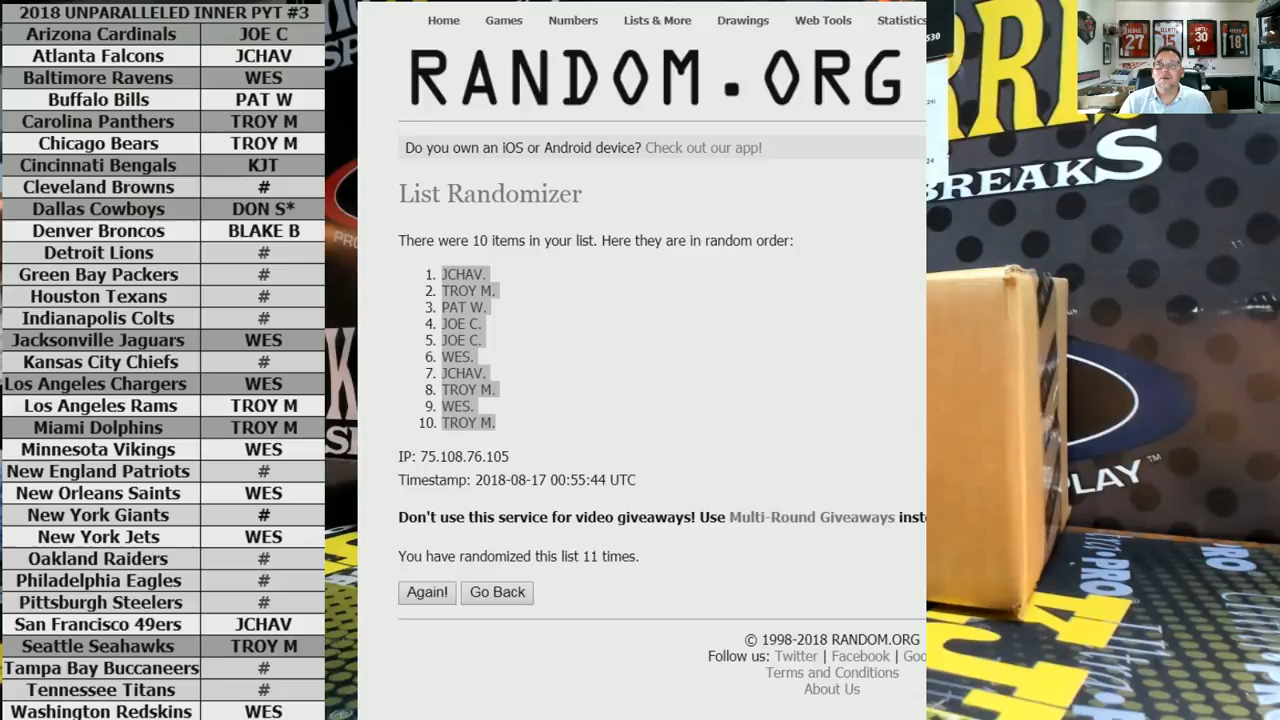 2018 UNPARALLELED INNER PYT #3
Arizona Cardinals JOE C
Atlanta Falcons JCHAV
Baltimore Ravens WES
Buffalo Bills PAT W
Carolina Panthers TROY M
Chicago Bears TROY M
Cincinnati Bengals KJT
Cleveland Browns #
Dallas Cowboys DON S*
Denver Broncos BLAKE B
Detroit Lions #
Green Bay Packers #
Houston Texans #
Indianapolis Colts #
Jacksonville Jaguars WES
Kansas City Chiefs #
Los Angeles Chargers WES
Los Angeles Rams TROY M
Miami Dolphins TROY M
Minnesota Vikings WES
New England Patriots #
New Orleans Saints WES
New York Giants #
New York Jets WES
Oakland Raiders #
Philadelphia Eagles #
Pittsburgh Steelers #
San Francisco 49ers JCHAV
Seattle Seahawks TROY M
Tampa Bay Buccaneers #
Tennessee Titans #
Washington Redskins WES
Home Games Numbers Lists & More Drawings Web Tools Statistics
RANDOM.ORG
Do you own an iOS or Android device? Check out our app!
List Randomizer
There were 10 items in your list. Here they are in random order:
1. JCHAV.
2. TROY M.
3. PAT W.
4. JOE C.
5. JOE C.
6. WES.
7. JCHAV.
8. TROY M.
9. WES.
10. TROY M.
IP: 75.108.76.105
Timestamp: 2018-08-17 00:55:44 UTC
Don't use this service for video giveaways! Use Multi-Round Giveaways inste
You have randomized this list 11 times.
Again! Go Back
© 1998-2018 RANDOM.ORG
Follow us: Twitter | Facebook | Goo
Terms and Conditions
About Us
530
24
27
30
18
BREAKS
PLAY™